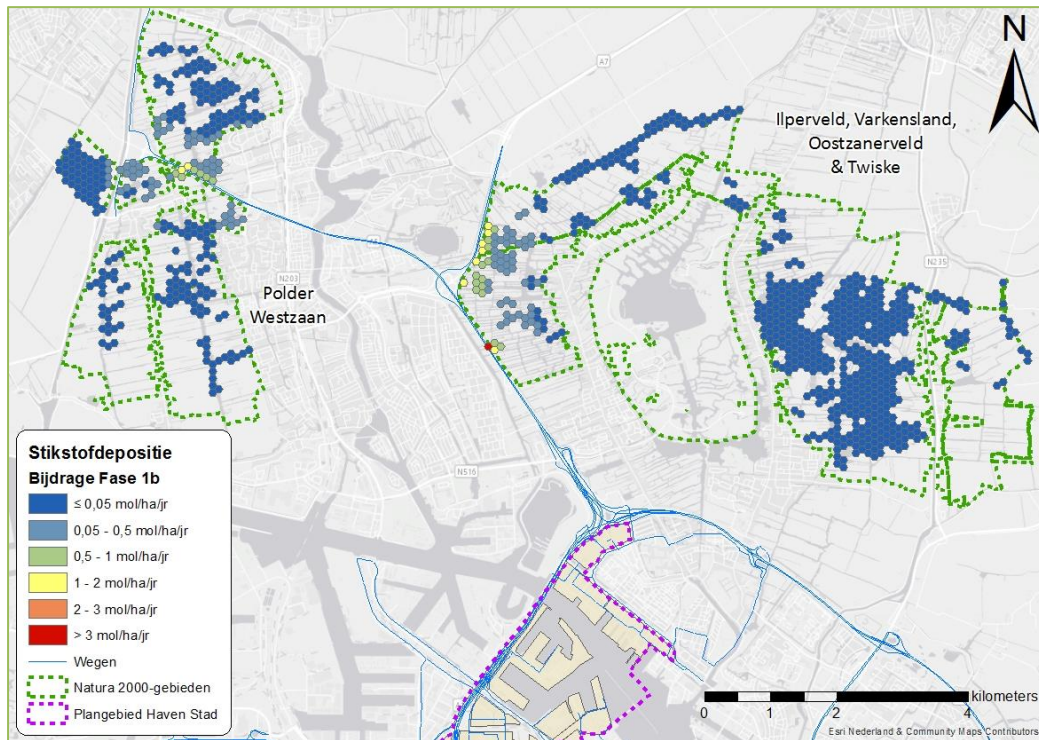 N
A7
Ilperveld, Varkensland,
Oostzanerveld
& Twiske
N235
N203
Polder
Westzaan
N516
Stikstofdepositie
Bijdrage Fase 1b
≤ 0,05 mol/ha/jr
0,05 - 0,5 mol/ha/jr
0,5 - 1 mol/ha/jr
1 - 2 mol/ha/jr
2 - 3 mol/ha/jr
> 3 mol/ha/jr
Wegen
Natura 2000-gebieden
Plangebied Haven Stad
kilometers
0 1 2 4
Esri Nederland & Community Maps Contributors